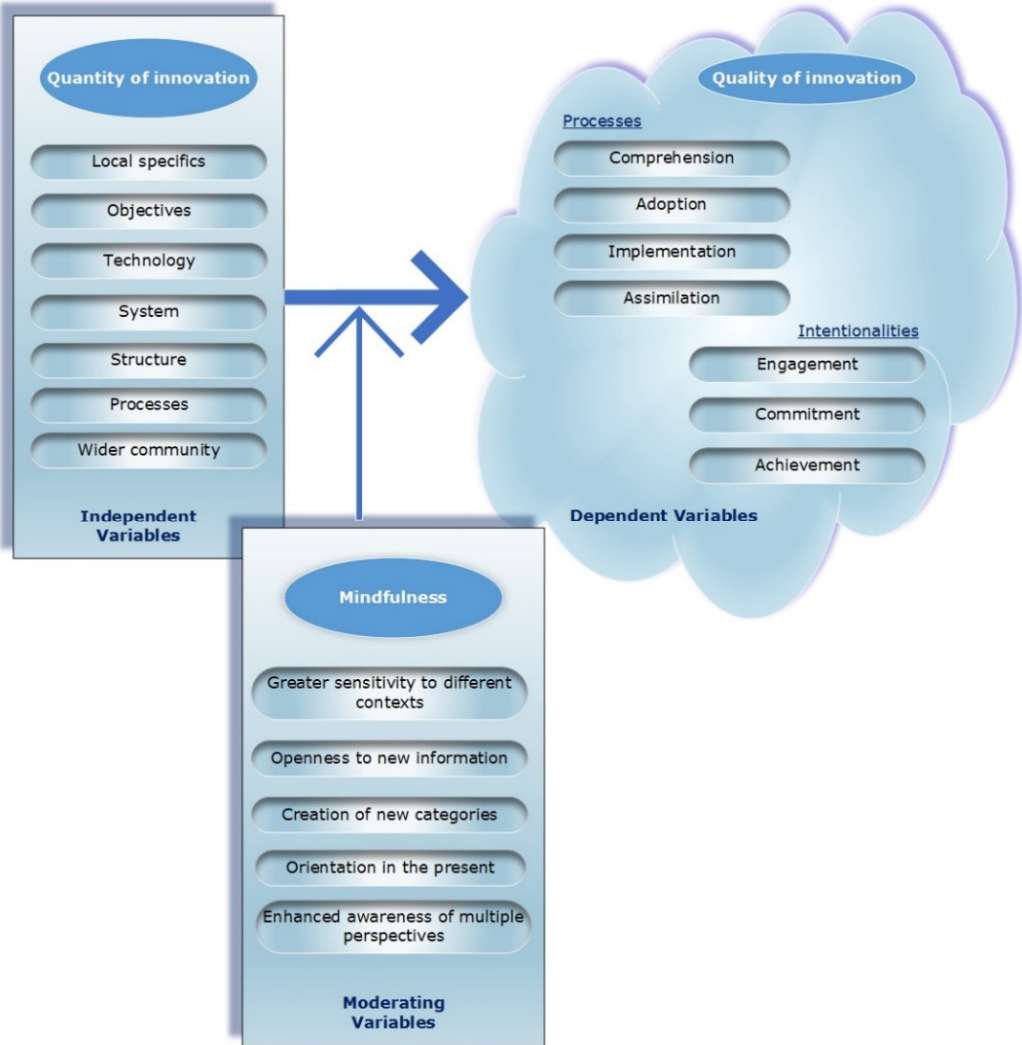 Quantity of innovation
Local specifics
Objectives
Technology
System
Structure
Processes
Wider community
Independent
Variables
Quality of innovation
Processes
Comprehension
Adoption
Implementation
Assimilation
Intentionalities
Engagement
Commitment
Achievement
Dependent Variables
Mindfulness
Greater sensitivity to different
contexts
Openness to new information
Creation of new categories
Orientation in the present
Enhanced awareness of multiple
perspectives
Moderating
Variables